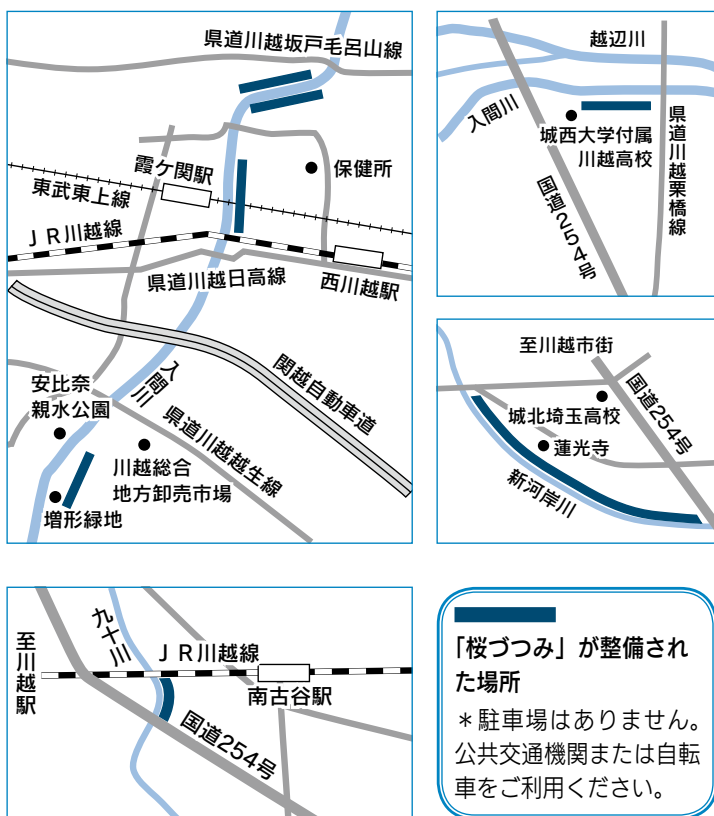 県道川越坂戸毛呂山線
霞ケ関駅
保健所
東武東上線
ＪＲ川越線
県道川越日高線
西川越駅
関越自動車道
入間川
安比奈
親水公園
県道川越越生線
川越総合
地方卸売市場
増形緑地
越辺川
入間川
城西大学付属
川越高校
県道川越栗橋線
国道254号
至川越市街
国道254号
城北埼玉高校
蓮光寺
新河岸川
九十川
ＪＲ川越線
至川越駅
南古谷駅
国道254号
「桜づつみ」が整備され
た場所
＊駐車場はありません。
公共交通機関または自転
車をご利用ください。